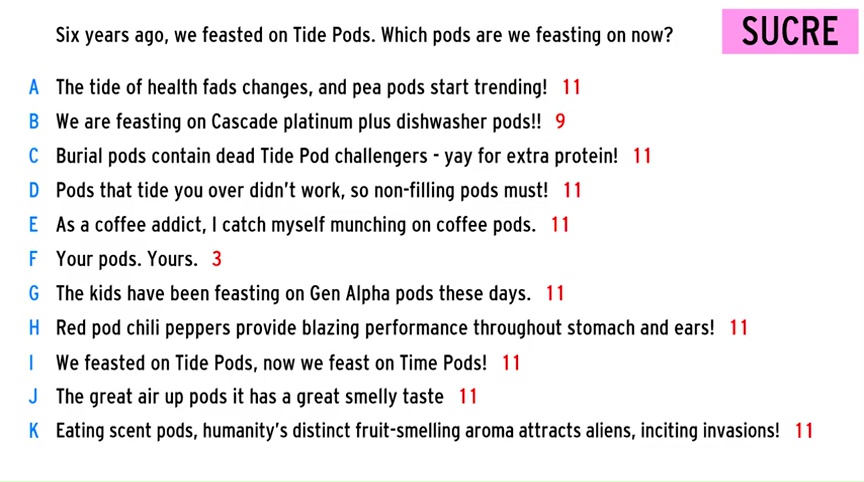 Six years ago, we feasted on Tide Pods. Which pods are we feasting on now?
SUCRE
A The tide of health fads changes, and pea pods start trending! 11
B We are feasting on Cascade platinum plus dishwasher pods!! 9
C Burial pods contain dead Tide Pod challengers - yay for extra protein! 11
D Pods that tide you over didn't work, so non-filling pods must! 11
E As a coffee addict, I catch myself munching on coffee pods. 11
F Your pods. Yours. 3
G The kids have been feasting on Gen Alpha pods these days. 11
H Red pod chili peppers provide blazing performance throughout stomach and ears! 11
I We feasted on Tide Pods, now we feast on Time Pods! 11
J The great air up pods it has a great smelly taste 11
K Eating scent pods, humanity's distinct fruit-smelling aroma attracts aliens, inciting invasions! 11